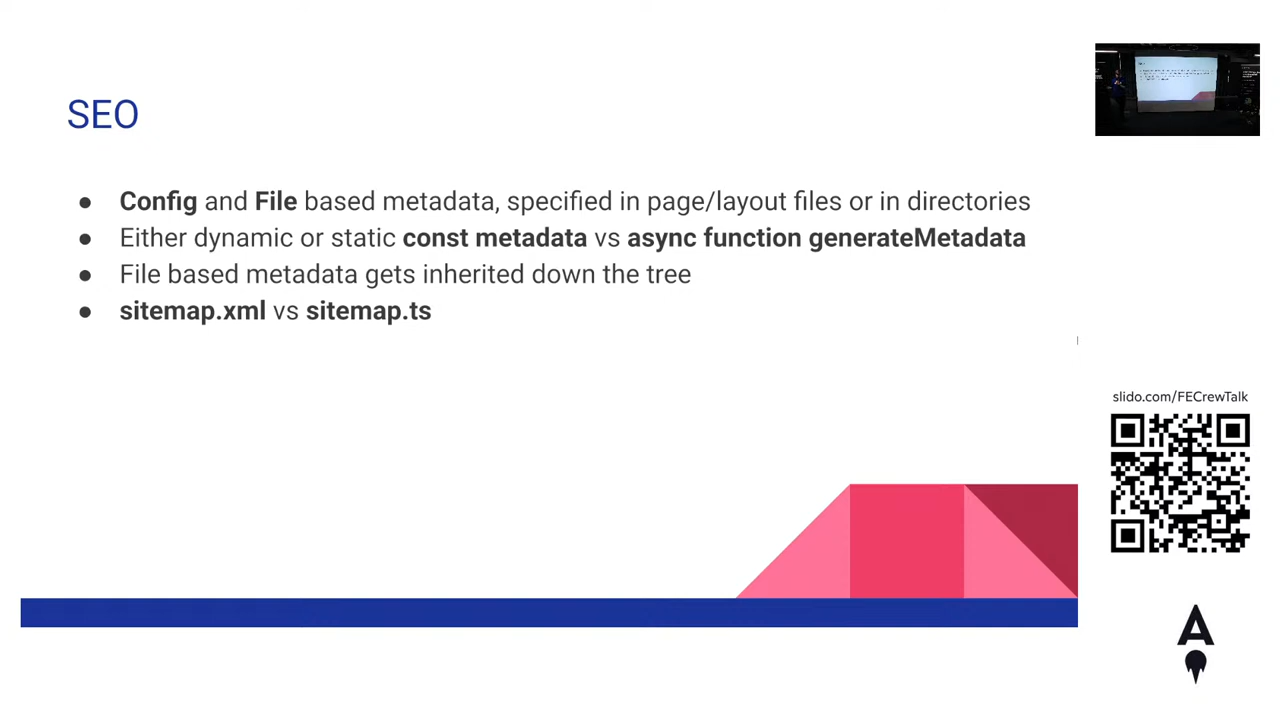 SEO
● Config and File based metadata, specified in page/layout files or in directories
● Either dynamic or static const metadata vs async function generateMetadata
● File based metadata gets inherited down the tree
● sitemap.xml vs sitemap.ts
slido.com/FECrewTalk